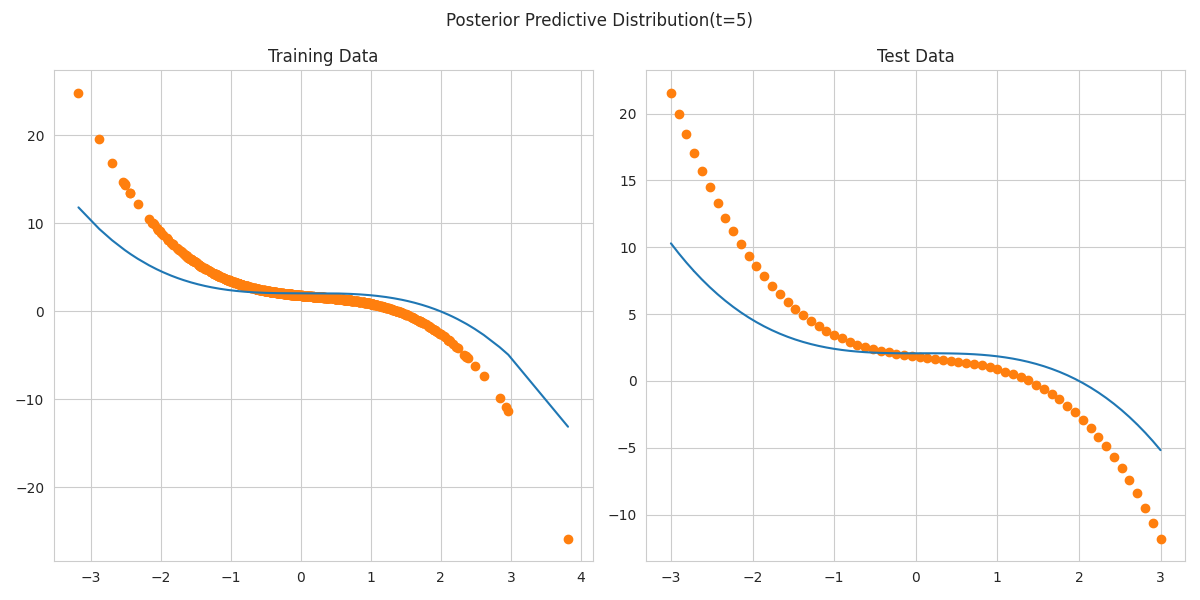 Posterior Predictive Distribution(t=5)
Training Data
Test Data
20
10
0
−10
−20
−3 −2 −1 0 1 2 3 4
20
15
10
5
0
−5
−10
−3 −2 −1 0 1 2 3